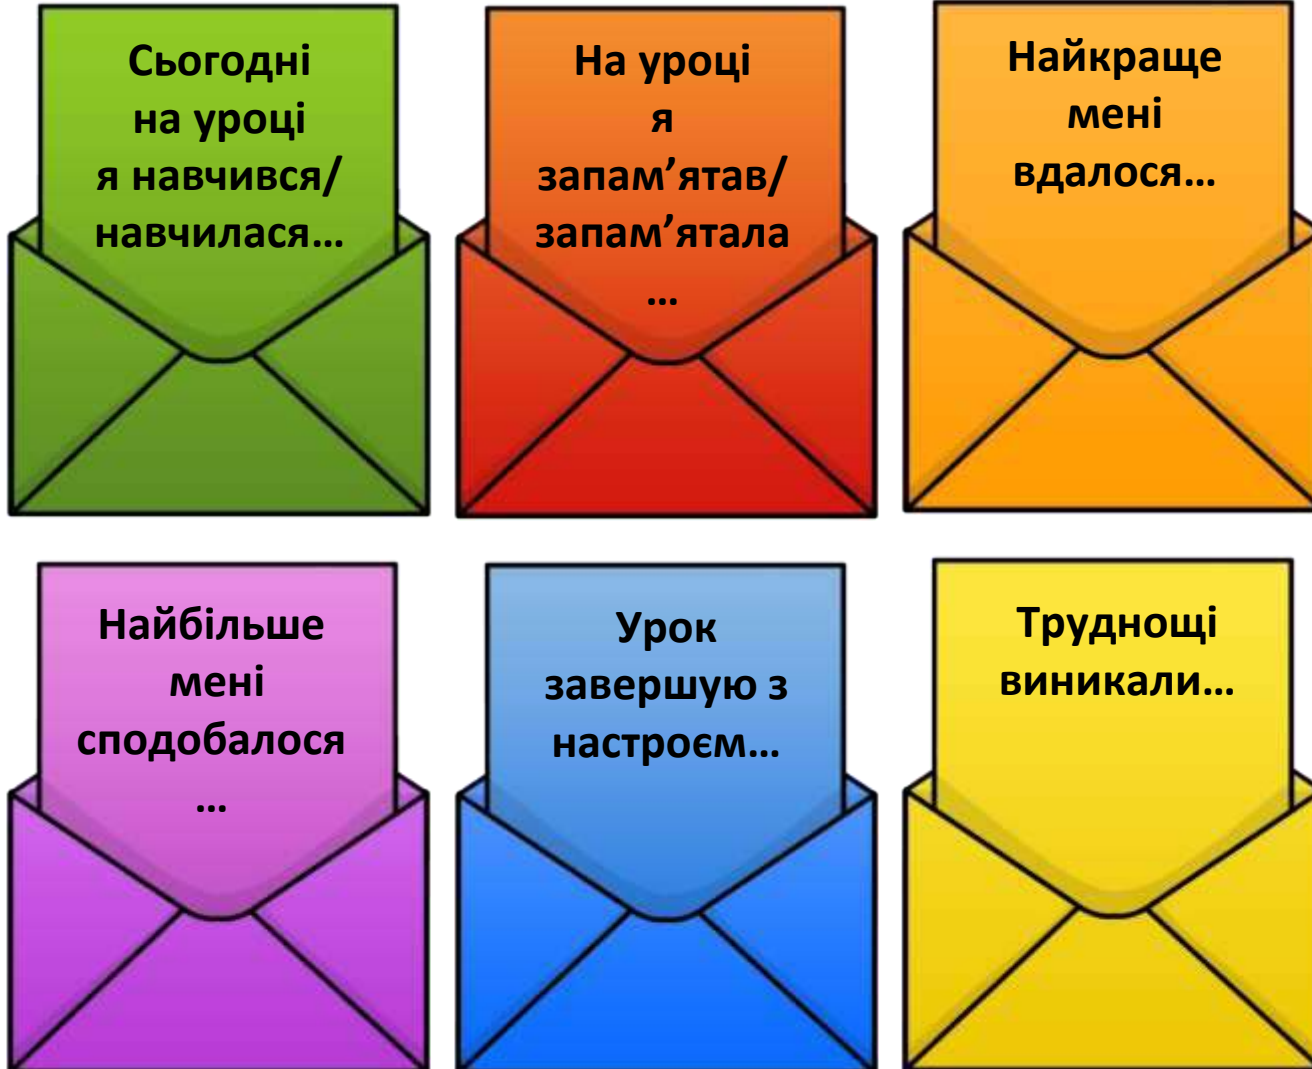 Сьогодні
на уроці
я навчився/
навчилася…
На уроці
я
запам’ятав/
запам’ятала
…
Найкраще
мені
вдалося…
Найбільше
мені
сподобалося
…
Урок
завершую з
настроєм…
Труднощі
виникали…